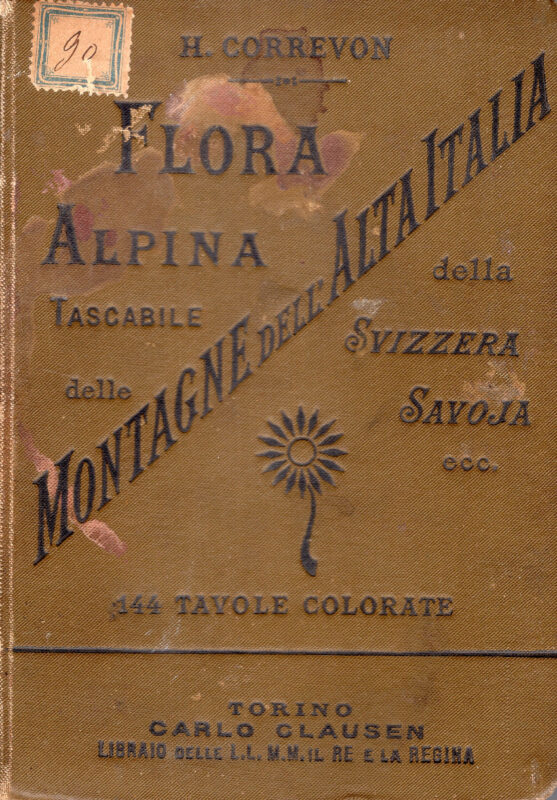 90
H. CORREVON
FLORA
ALPINA
TASCABILE
delle
MONTAGNE DELL'ALTA ITALIA
della
SVIZZERA
SAVOJA
ecc.
144 TAVOLE COLORATE
TORINO
CARLO CLAUSEN
LIBRAIO DELLE L.L. M.M. IL RE E LA REGINA